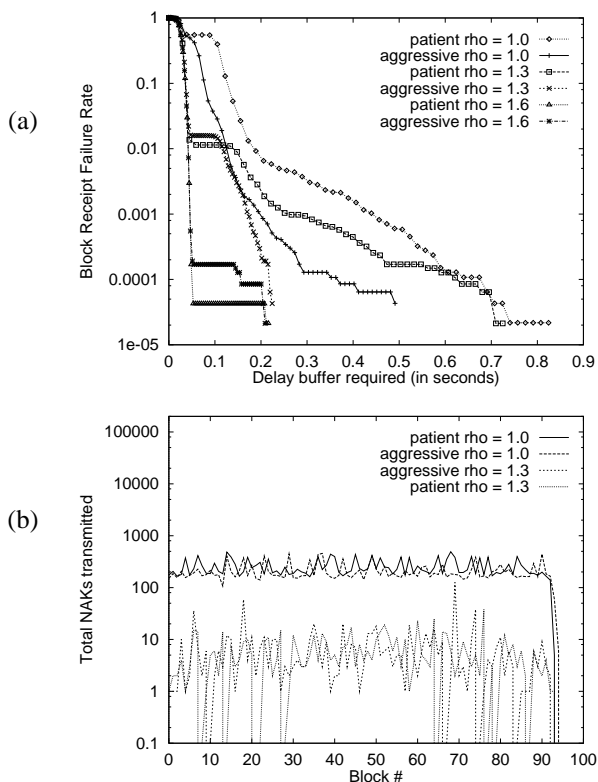 (a)
Block Receipt Failure Rate
1
0.1
0.01
0.001
0.0001
1e-05
patient rho = 1.0
aggressive rho = 1.0
patient rho = 1.3
aggressive rho = 1.3
patient rho = 1.6
aggressive rho = 1.6
0 0.1 0.2 0.3 0.4 0.5 0.6 0.7 0.8 0.9
Delay buffer required (in seconds)
(b)
Total NAKs transmitted
100000
10000
1000
100
10
1
0.1
patient rho = 1.0
aggressive rho = 1.0
aggressive rho = 1.3
patient rho = 1.3
0 10 20 30 40 50 60 70 80 90 100
Block #